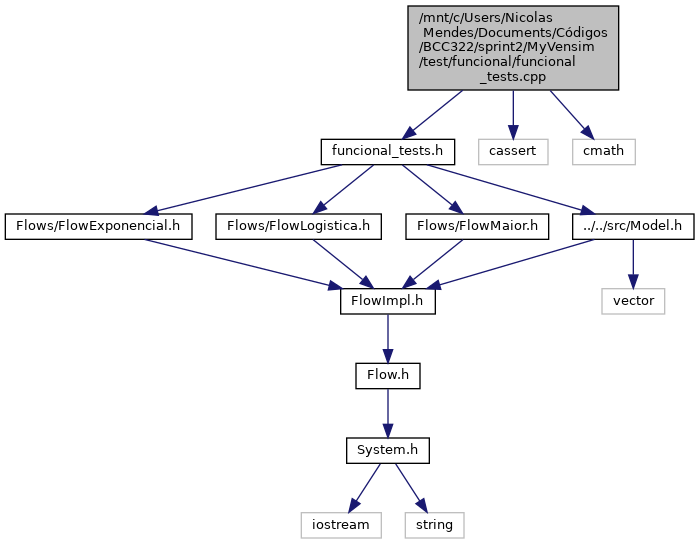 /mnt/c/Users/Nicolas
Mendes/Documents/Códigos
/BCC322/sprint2/MyVensim
/test/funcional/funcional
_tests.cpp
funcional_tests.h
cassert
cmath
Flows/FlowExponencial.h
Flows/FlowLogistica.h
Flows/FlowMaior.h
../../src/Model.h
FlowImpl.h
vector
Flow.h
System.h
iostream
string